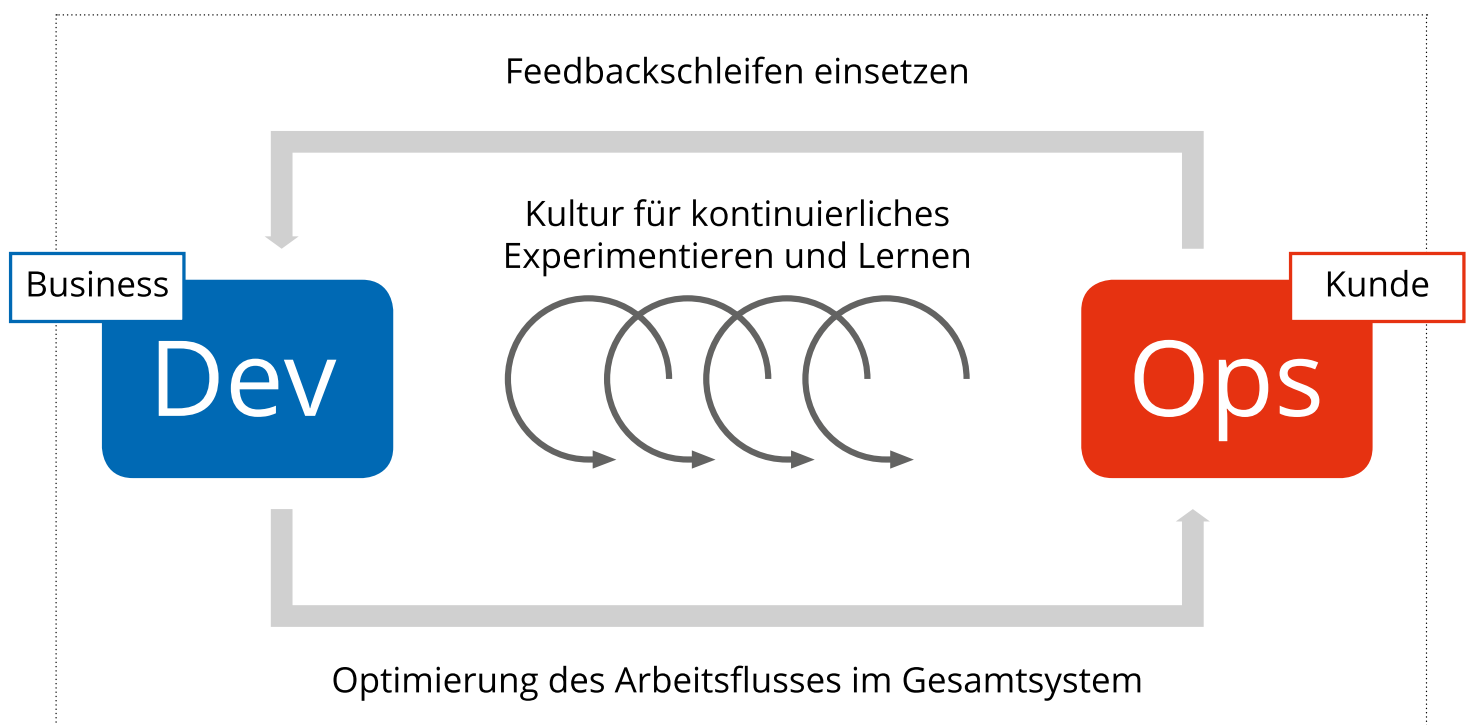 Feedbackschleifen einsetzen
Kultur für kontinuierliches
Experimentieren und Lernen
Business
Dev
Kunde
Ops
Optimierung des Arbeitsflusses im Gesamtsystem